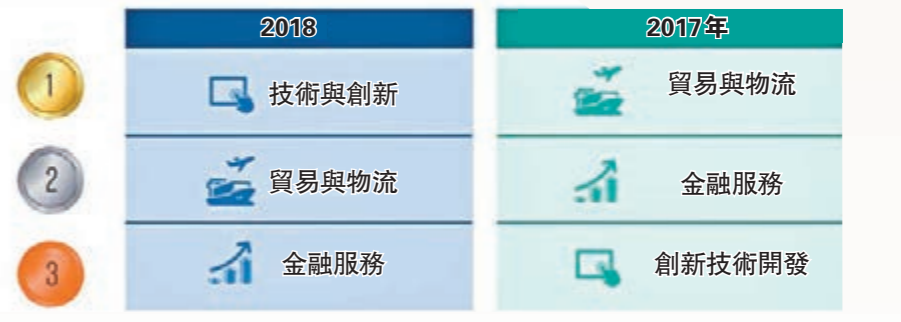 2018
2017年
1
技術與創新
貿易與物流
2
貿易與物流
金融服務
3
金融服務
創新技術開發